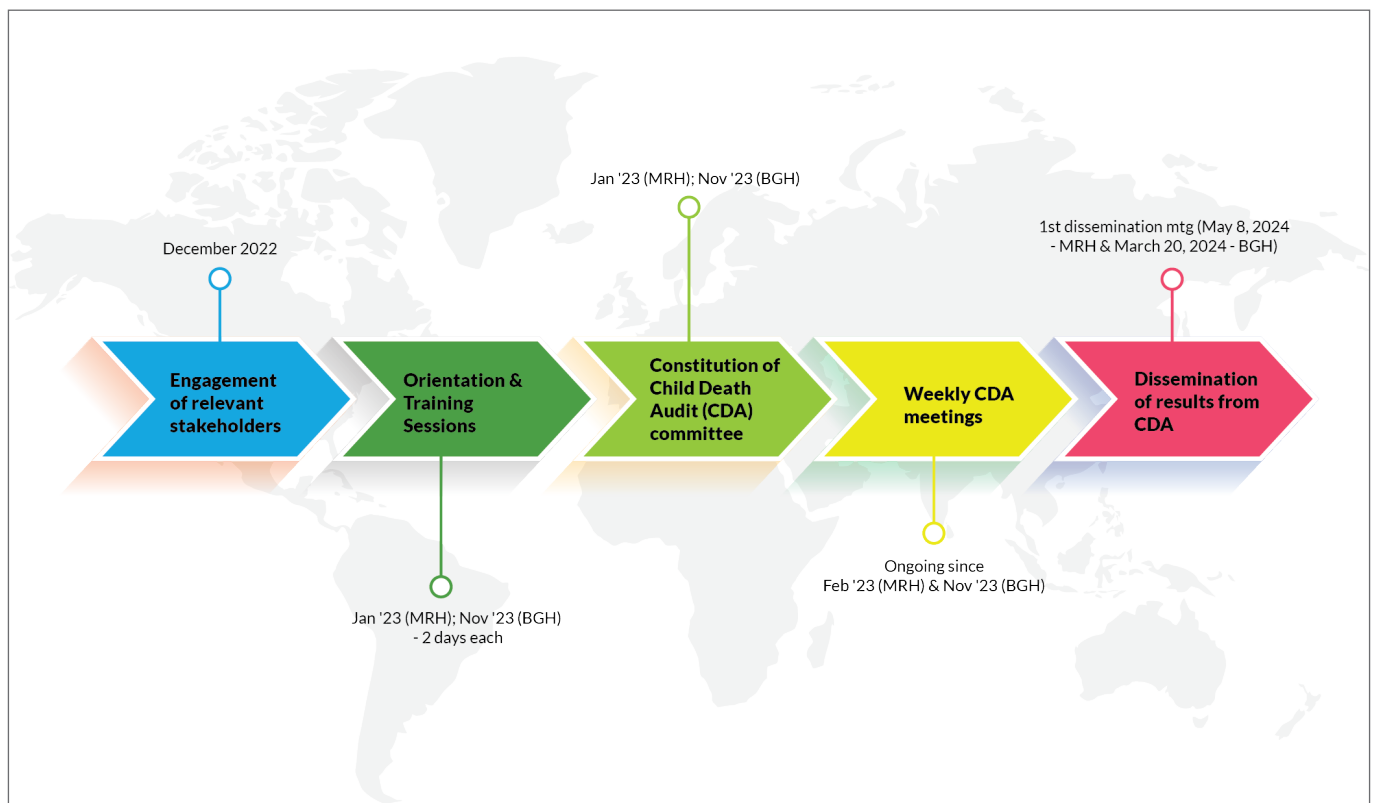 December 2022
Engagement
of relevant
stakeholders
Orientation &
Training
Sessions
Jan '23 (MRH); Nov '23 (BGH)
- 2 days each
Jan '23 (MRH); Nov '23 (BGH)
Constitution of
Child Death
Audit (CDA)
committee
Weekly CDA
meetings
Ongoing since
Feb '23 (MRH) & Nov '23 (BGH)
1st dissemination mtg (May 8, 2024
- MRH & March 20, 2024 - BGH)
Dissemination
of results from
CDA